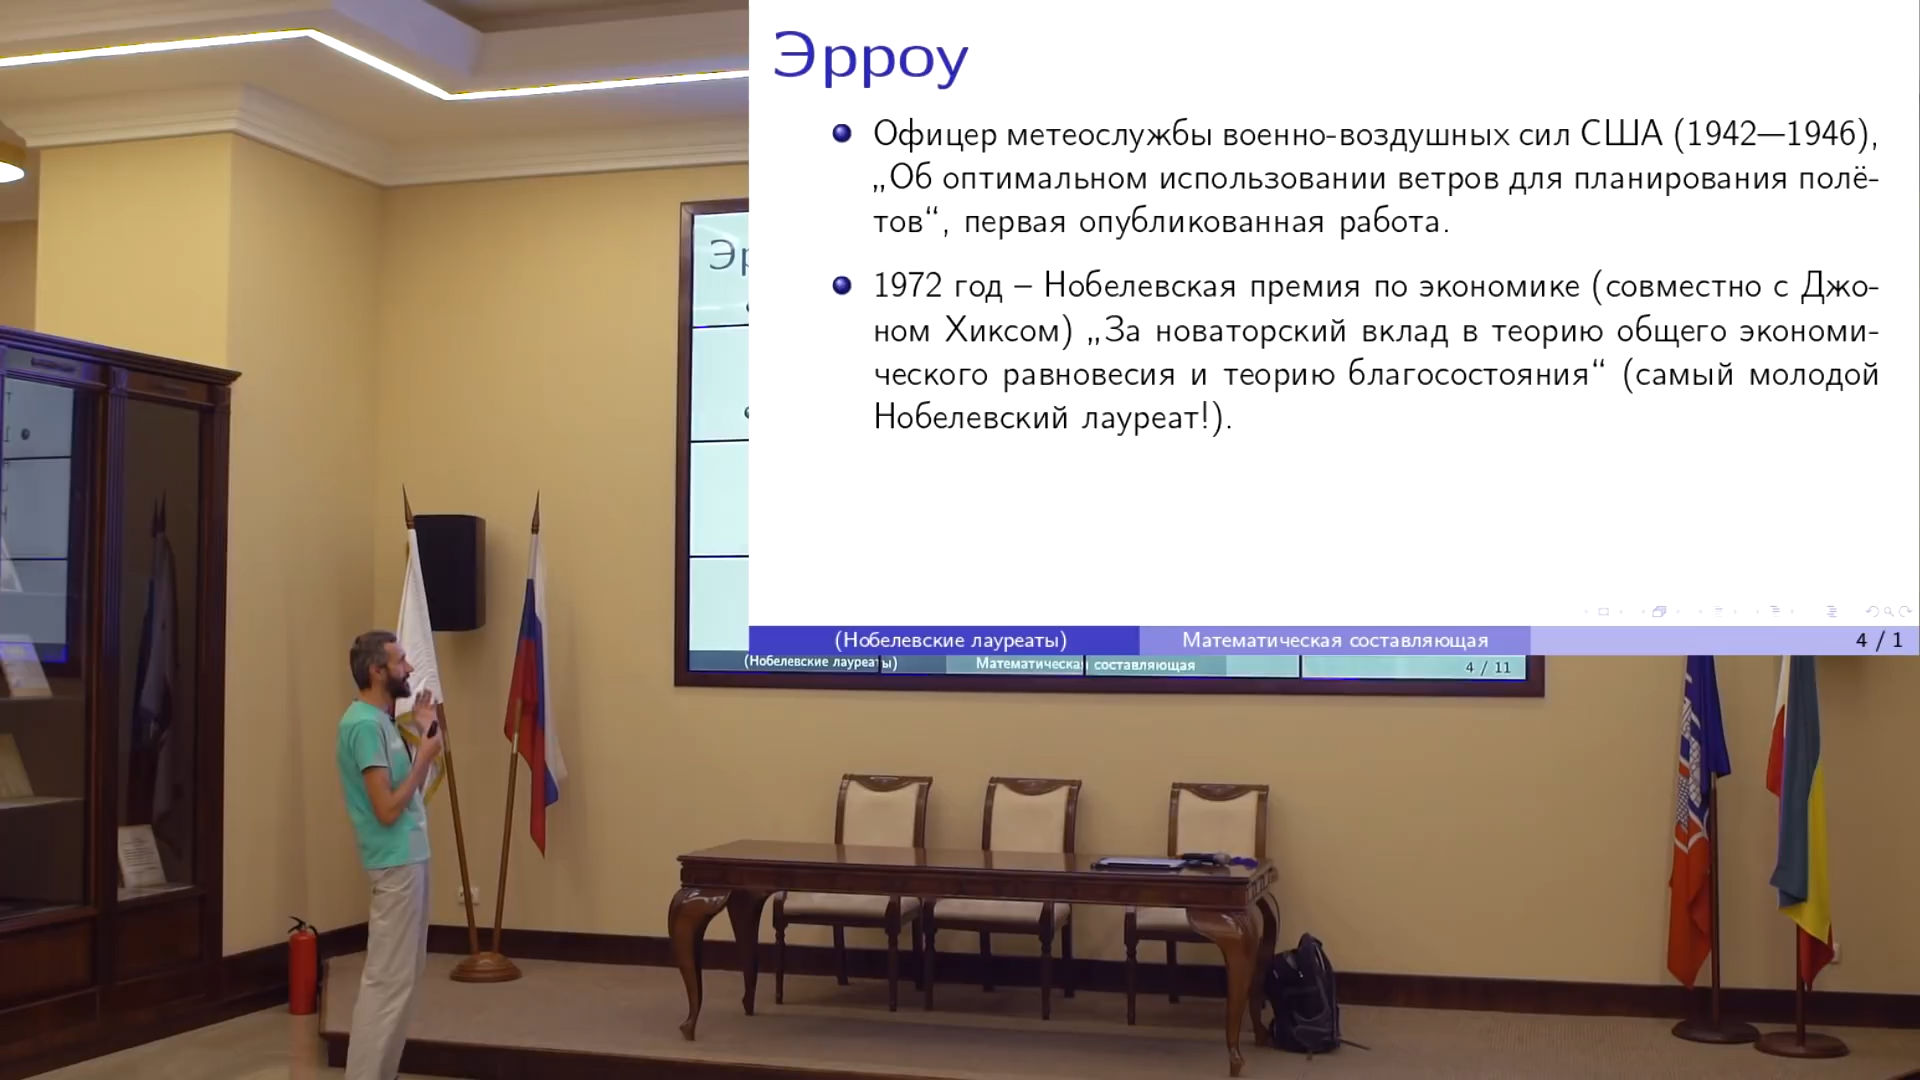 Эрроу
Офицер метеослужбы военно-воздушных сил США (1942—1946),
„Об оптимальном использовании ветров для планирования полё-
тов“, первая опубликованная работа.
1972 год – Нобелевская премия по экономике (совместно с Джо-
ном Хиксом) „За новаторский вклад в теорию общего экономи-
ческого равновесия и теорию благосостояния“ (самый молодой
Нобелевский лауреат!).
(Нобелевские лауреаты) Математическая составляющая 4 / 1
Эр
(Нобелевские лауреаты) Математическая составляющая 4 / 11